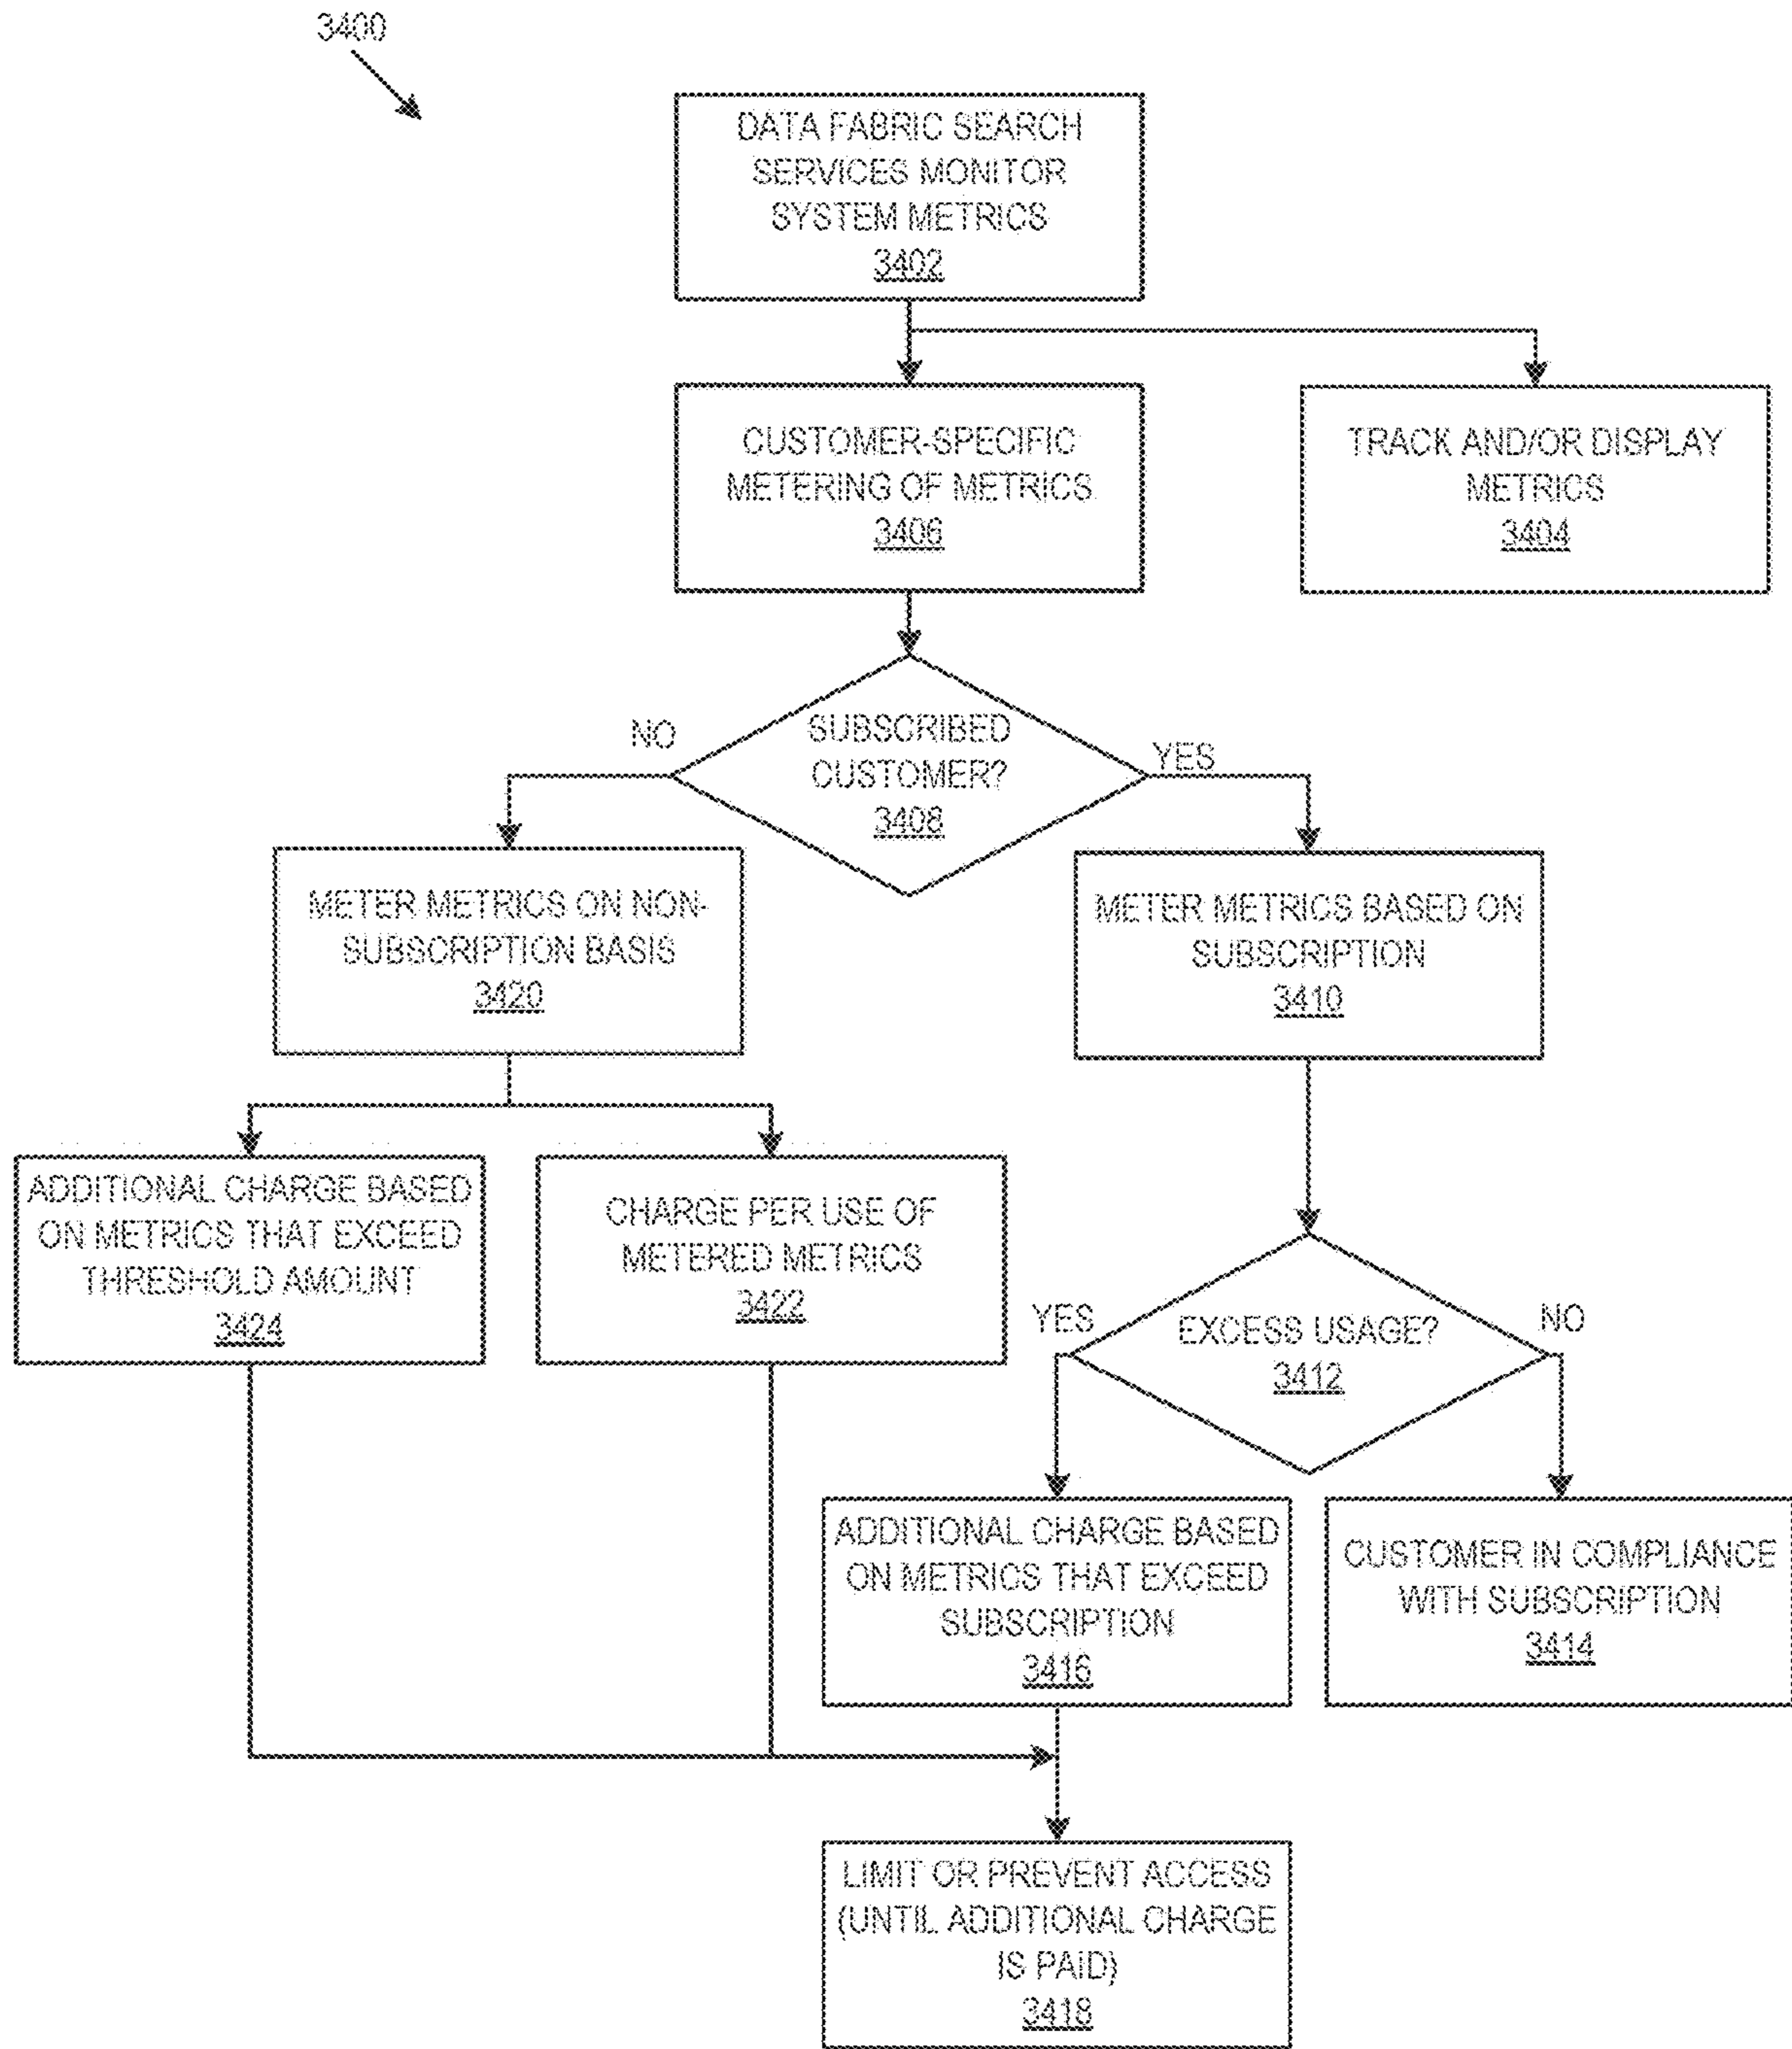 3400
DATA FABRIC SEARCH
SERVICES MONITOR
SYSTEM METRICS
3402
CUSTOMER-SPECIFIC
METERING OF METRICS
3406
TRACK AND/OR DISPLAY
METRICS
3404
SUBSCRIBED
CUSTOMER?
3408
NO
YES
METER METRICS ON NON-
SUBSCRIPTION BASIS
3420
METER METRICS BASED ON
SUBSCRIPTION
3410
ADDITIONAL CHARGE BASED
ON METRICS THAT EXCEED
THRESHOLD AMOUNT
3424
CHARGE PER USE OF
METERED METRICS
3422
YES
EXCESS USAGE?
3412
NO
ADDITIONAL CHARGE BASED
ON METRICS THAT EXCEED
SUBSCRIPTION
3416
CUSTOMER IN COMPLIANCE
WITH SUBSCRIPTION
3414
LIMIT OR PREVENT ACCESS
(UNTIL ADDITIONAL CHARGE
IS PAID)
3418